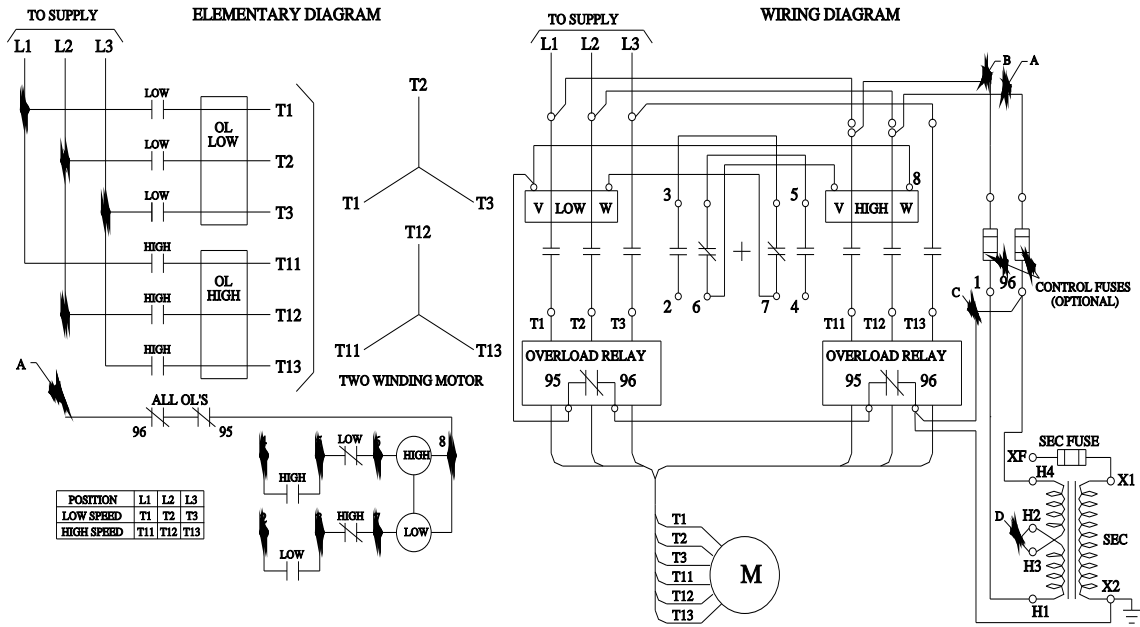 ELEMENTARY DIAGRAM
TO SUPPLY
L1 L2 L3
LOW
T1
OL
LOW
LOW
T2
LOW
T3
HIGH
T11
OL
HIGH
HIGH
T12
HIGH
T13
T2
T1 T3
T12
T11 T13
TWO WINDING MOTOR
A
ALL OL'S
96 95
LOW
8
HIGH
HIGH
HIGH
LOW
LOW
POSITION L1 L2 L3
LOW SPEED T1 T2 T3
HIGH SPEED T11 T12 T13
WIRING DIAGRAM
TO SUPPLY
L1 L2 L3
B A
8
3 5
V LOW W
V HIGH W
2 6 7 4
1 96
CONTROL FUSES
(OPTIONAL)
C
T1 T2 T3
T11 T12 T13
OVERLOAD RELAY
95 96
OVERLOAD RELAY
95 96
SEC FUSE
XF
H4 X1
D H2
SEC
H3
X2
H1
T1
T2
T3
T11
T12
T13
M